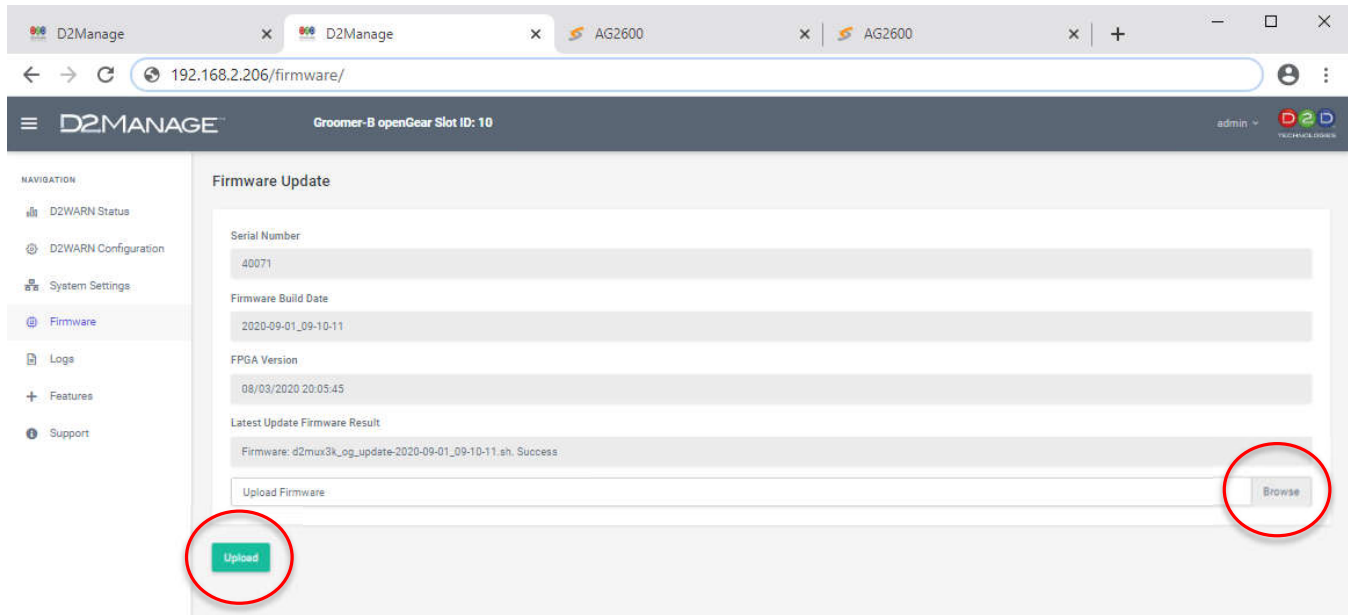 D2Manage
D2Manage
AG2600
AG2600
192.168.2.206/firmware/
D2MANAGE™
Groomer-B openGear Slot ID: 10
admin
D2D
TECHNOLOGIES
NAVIGATION
D2WARN Status
D2WARN Configuration
System Settings
Firmware
Logs
Features
Support
Firmware Update
Serial Number
40071
Firmware Build Date
2020-09-01_09-10-11
FPGA Version
08/03/2020 20:05:45
Latest Update Firmware Result
Firmware: d2mux3k_og_update-2020-09-01_09-10-11.sh. Success
Upload Firmware
Browse
Upload